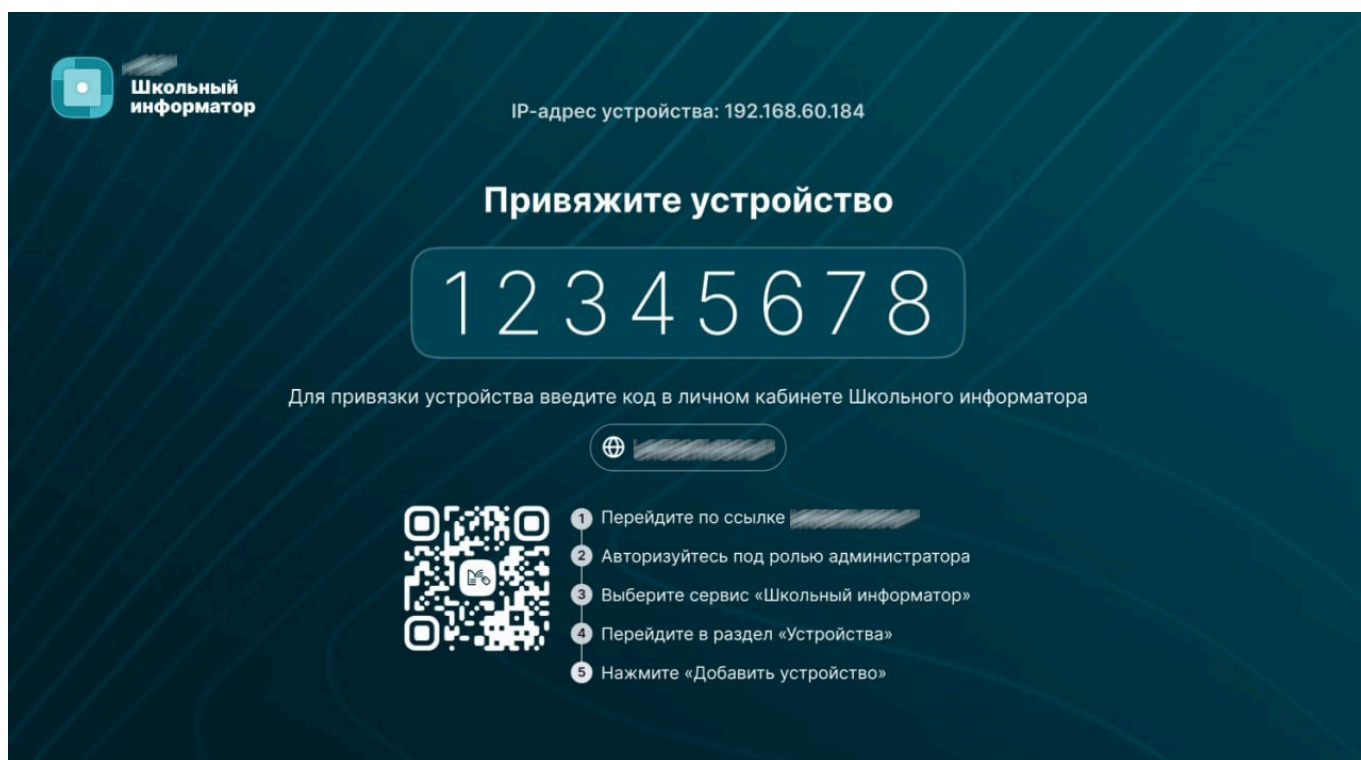 Школьный
информатор
IP-адрес устройства: 192.168.60.184
Привяжите устройство
12345678
Для привязки устройства введите код в личном кабинете Школьного информатора
1 Перейдите по ссылке
2 Авторизуйтесь под ролью администратора
3 Выберите сервис «Школьный информатор»
4 Перейдите в раздел «Устройства»
5 Нажмите «Добавить устройство»